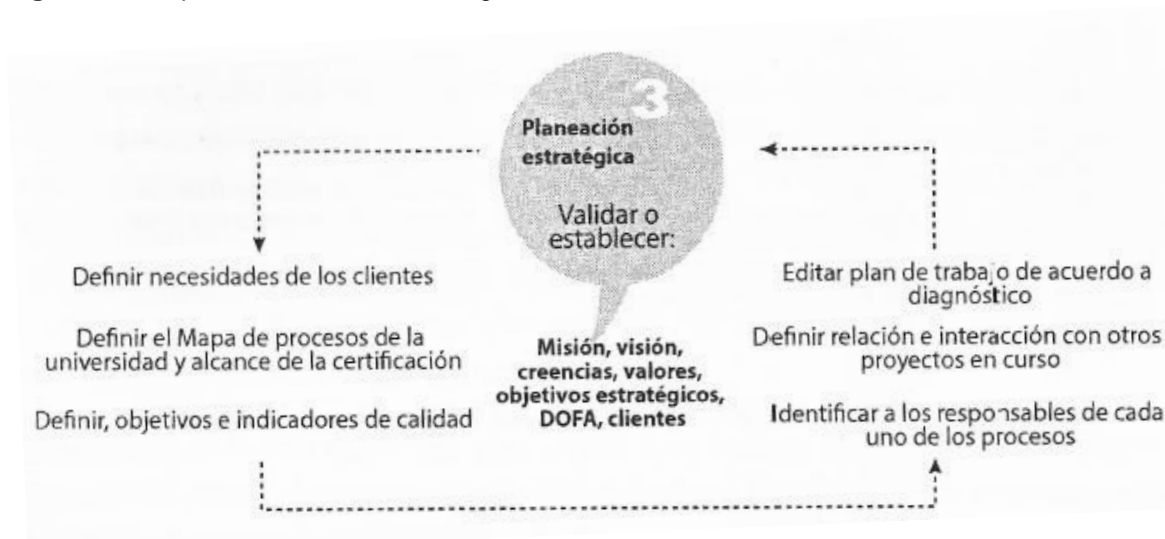 3
Planeación
estratégica
Validar o
establecer:
Misión, visión,
creencias, valores,
objetivos estratégicos,
DOFA, clientes
Definir necesidades de los clientes
Definir el Mapa de procesos de la
universidad y alcance de la certificación
Definir, objetivos e indicadores de calidad
Editar plan de trabajo de acuerdo a
diagnóstico
Definir relación e interacción con otros
proyectos en curso
Identificar a los responsables de cada
uno de los procesos